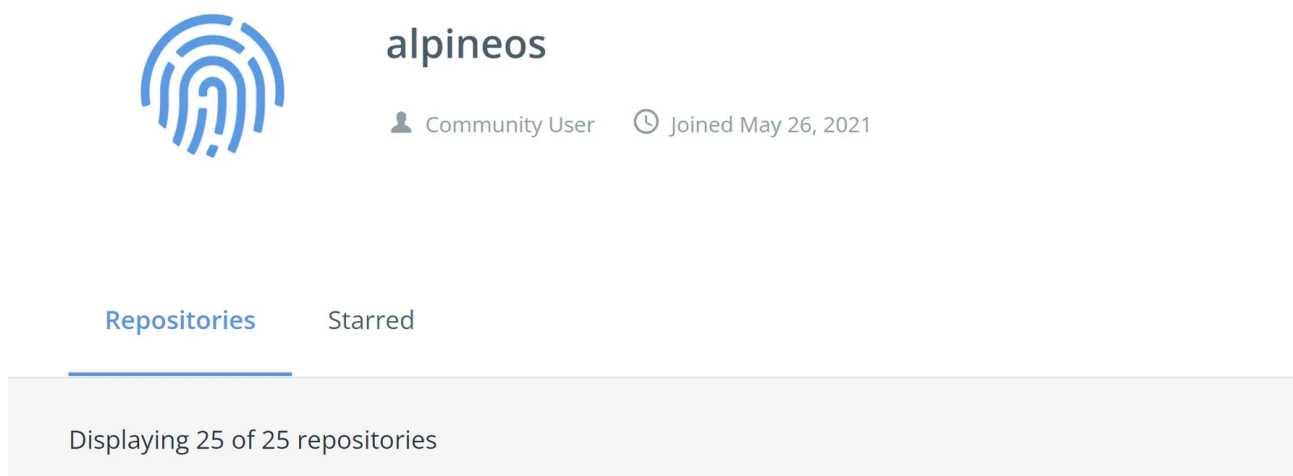 alpineos
Community User Joined May 26, 2021
Repositories Starred
Displaying 25 of 25 repositories